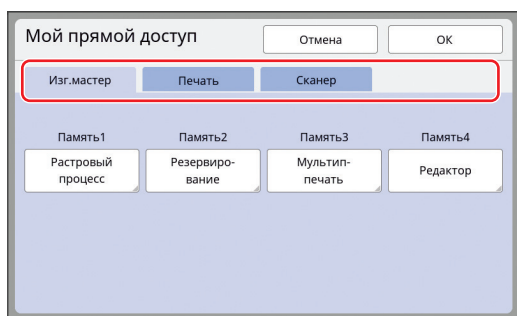 Мой прямой доступ
Отмена
ОК
Изг.мастер
Печать
Сканер
Память1
Память2
Память3
Память4
Растровый
процесс
Резервиро-
вание
Мультип-
печать
Редактор